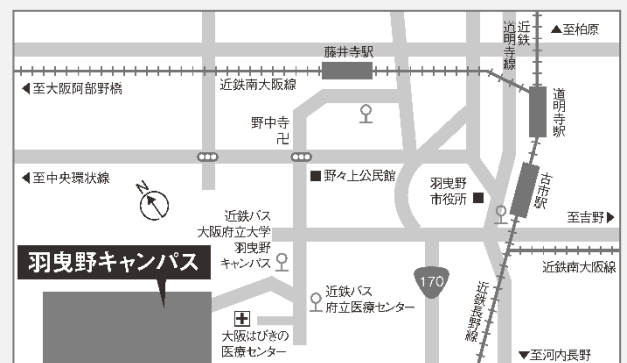 近鉄
道明寺線
▲至柏原
藤井寺駅
◀至大阪阿部野橋
近鉄南大阪線
道明寺駅
野中寺
卍
◀至中央環状線
■野々上公民館
羽曳野
市役所■
古市駅
N
近鉄バス
大阪府立大学
羽曳野
キャンパス
至吉野▶
羽曳野キャンパス
近鉄南大阪線
170
近鉄バス
府立医療センター
近鉄長野線
大阪はびきの
医療センター
▼至河内長野